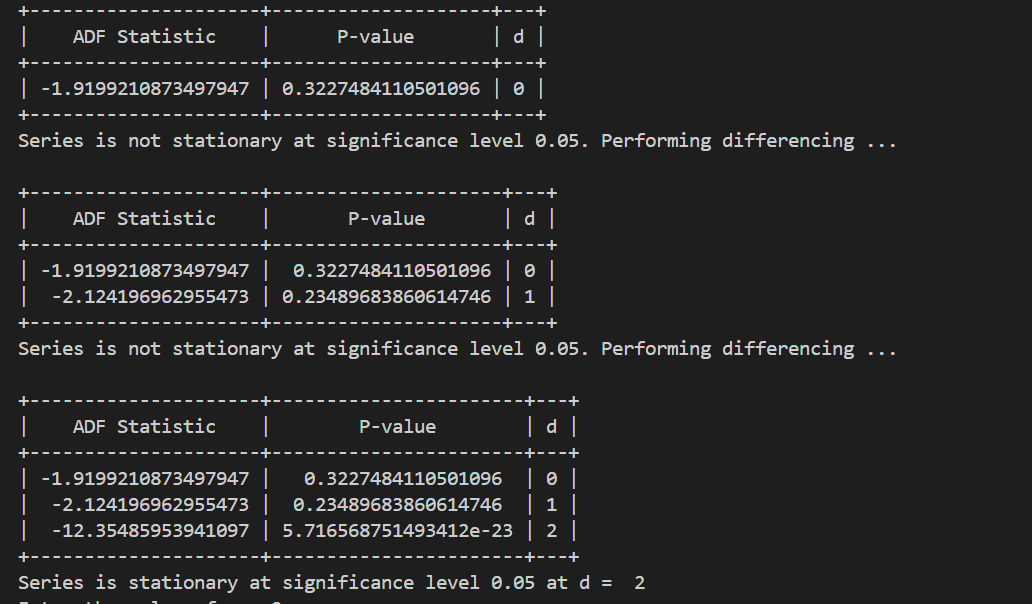 +---------------------+--------------------+---+
|    ADF Statistic    |      P-value       | d |
+---------------------+--------------------+---+
| -1.9199210873497947 | 0.3227484110501096 | 0 |
+---------------------+--------------------+---+
Series is not stationary at significance level 0.05. Performing differencing ...
+---------------------+---------------------+---+
|    ADF Statistic    |       P-value       | d |
+---------------------+---------------------+---+
| -1.9199210873497947 |  0.3227484110501096 | 0 |
|  -2.124196962955473 | 0.23489683860614746 | 1 |
+---------------------+---------------------+---+
Series is not stationary at significance level 0.05. Performing differencing ...
+---------------------+-----------------------+---+
|    ADF Statistic    |        P-value        | d |
+---------------------+-----------------------+---+
| -1.9199210873497947 |   0.3227484110501096  | 0 |
|  -2.124196962955473 |  0.23489683860614746  | 1 |
|  -12.35485953941097 | 5.716568751493412e-23 | 2 |
+---------------------+-----------------------+---+
Series is stationary at significance level 0.05 at d =  2